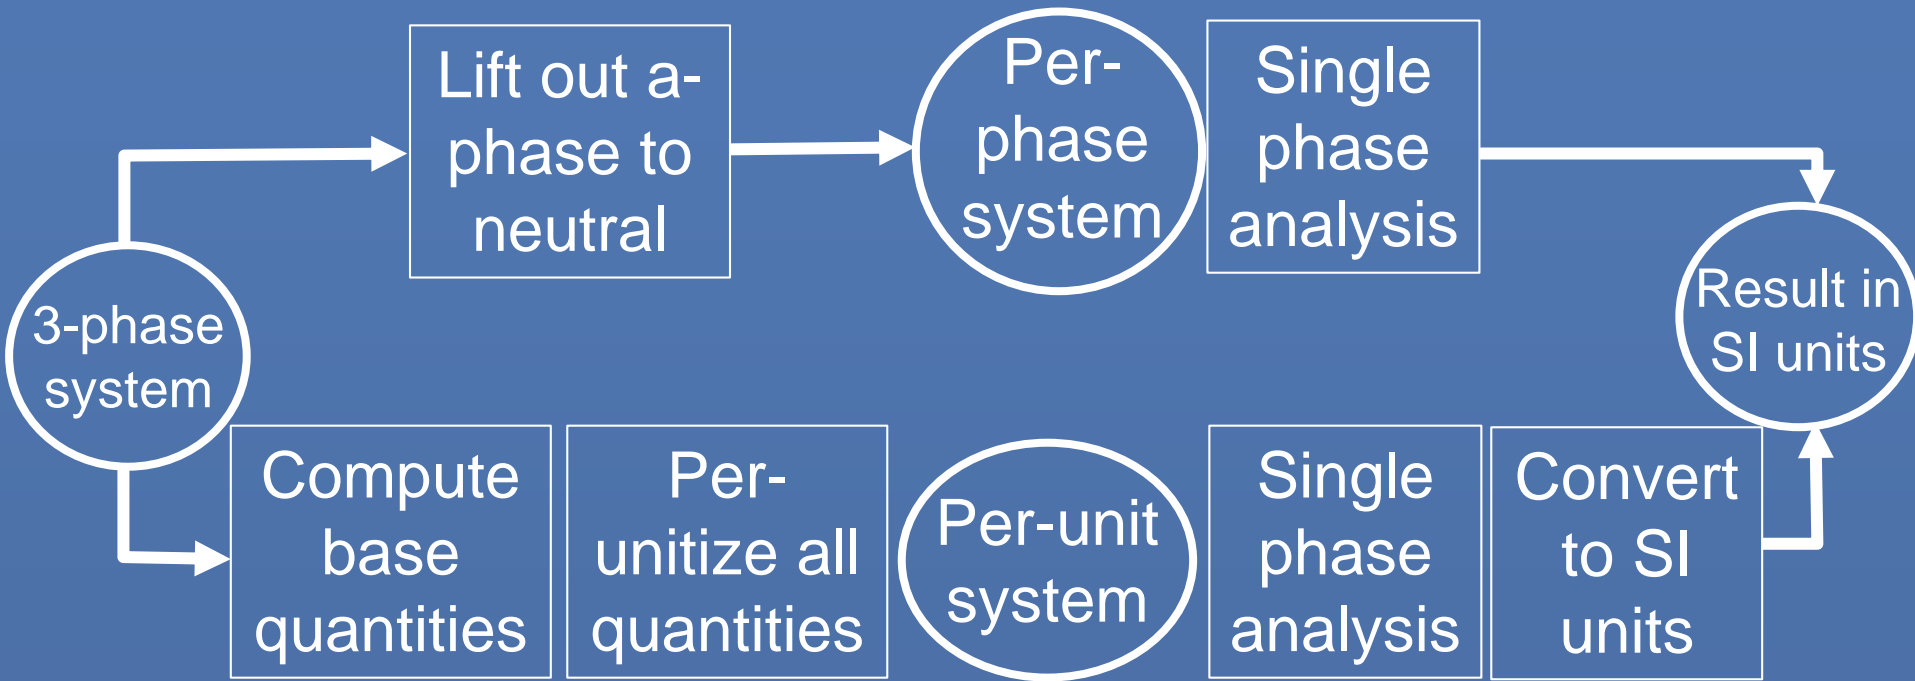 Lift out a-
phase to
neutral
Per-
phase
system
Single
phase
analysis
3-phase
system
Result in
SI units
Compute
base
quantities
Per-
unitize all
quantities
Per-unit
system
Single
phase
analysis
Convert
to SI
units